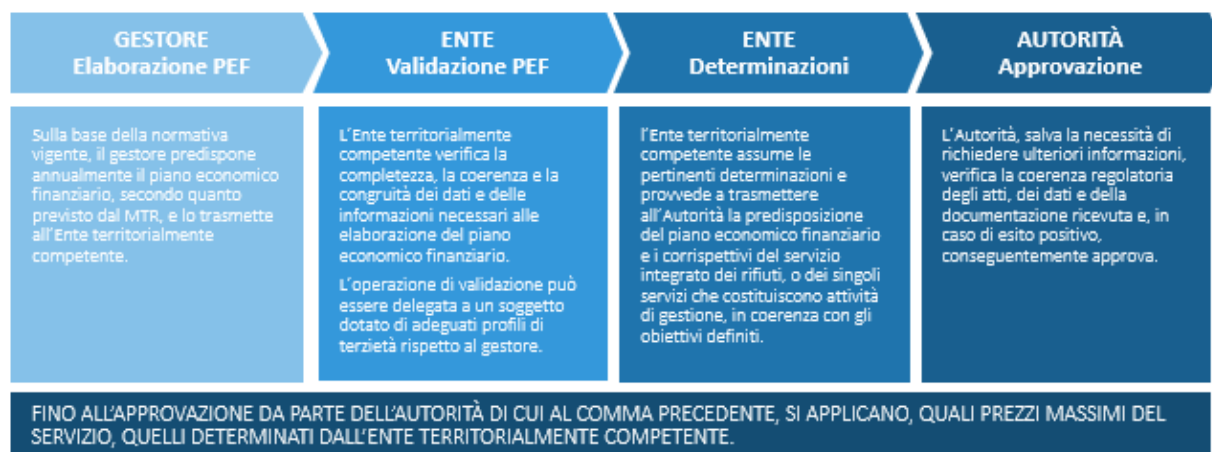 GESTORE
Elaborazione PEF
ENTE
Validazione PEF
ENTE
Determinazioni
AUTORITÀ
Approvazione
Sulla base della normativa
vigente, il gestore predispone
annualmente il piano economico
finanziario, secondo quanto
previsto dal MTR, e lo trasmette
all'Ente territorialmente
competente.
L'Ente territorialmente
competente verifica la
completezza, la coerenza e la
congruità dei dati e delle
informazioni necessari alle
elaborazione del piano
economico finanziario.
L'operazione di validazione può
essere delegata a un soggetto
dotato di adeguati profili di
terzietà rispetto al gestore.
l'Ente territorialmente
competente assume le
pertinenti determinazioni e
provvede a trasmettere
all'Autorità la predisposizione
del piano economico finanziario
e i corrispettivi del servizio
integrato dei rifiuti, o dei singoli
servizi che costituiscono attività
di gestione, in coerenza con gli
obiettivi definiti.
L'Autorità, salva la necessità di
richiedere ulteriori informazioni,
verifica la coerenza regolatoria
degli atti, dei dati e della
documentazione ricevuta e, in
caso di esito positivo,
conseguentemente approva.
FINO ALL'APPROVAZIONE DA PARTE DELL'AUTORITÀ DI CUI AL COMMA PRECEDENTE, SI APPLICANO, QUALI PREZZI MASSIMI DEL
SERVIZIO, QUELLI DETERMINATI DALL'ENTE TERRITORIALMENTE COMPETENTE.